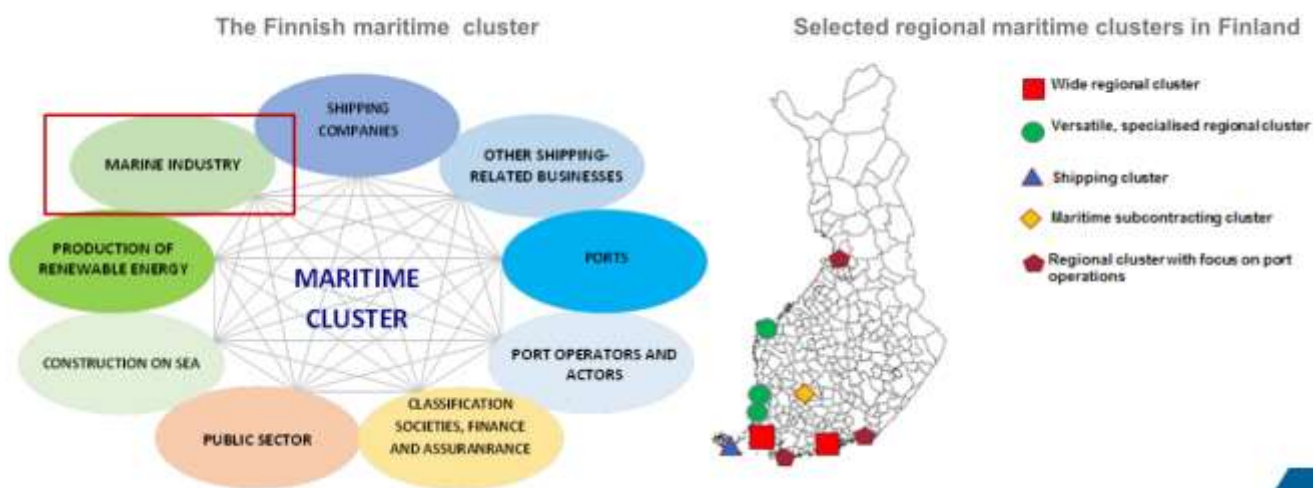 The Finnish maritime cluster
SHIPPING
COMPANIES
MARINE INDUSTRY
OTHER SHIPPING-
RELATED BUSINESSES
PRODUCTION OF
RENEWABLE ENERGY
MARITIME
CLUSTER
PORTS
CONSTRUCTION ON SEA
PORT OPERATORS AND
ACTORS
PUBLIC SECTOR
CLASSIFICATION
SOCIETIES, FINANCE
AND ASSURANRANCE
Selected regional maritime clusters in Finland
Wide regional cluster
Versatile, specialised regional cluster
Shipping cluster
Maritime subcontracting cluster
Regional cluster with focus on port
operations